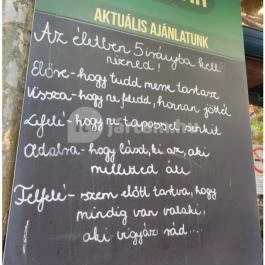 AKTUÁLIS AJÁNLATUNK
Az életben 5 irányba kell
nézned!
Előre - hogy tudd merre tartasz
Vissza - hogy ne feledd, honnan jöttél
Lefelé - hogy ne taposs senkit
Oldalra - hogy lásd, ki az, aki
melletted áll
Felfelé - szem előtt tartva, hogy
mindig van valaki,
aki vigyáz rád...